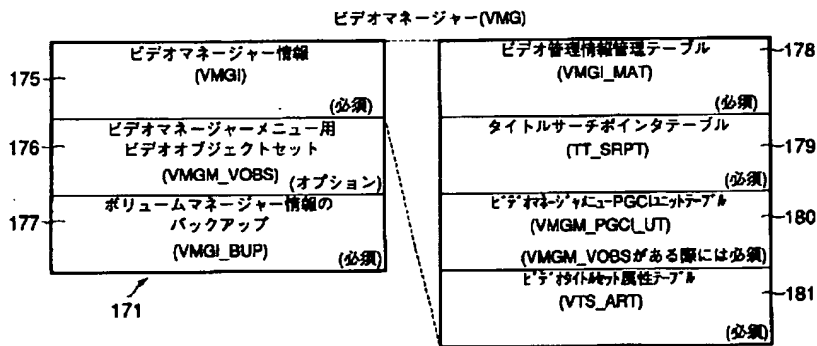 ビデオマネージャー(VMG)
175
ビデオマネージャー情報
(VMGI)
(必須)
176
ビデオマネージャーメニュー用
ビデオオブジェクトセット
(VMGM_VOBS)
(オプション)
177
ボリュームマネージャー情報の
バックアップ
(VMGI_BUP)
(必須)
171
ビデオ管理情報管理テーブル
(VMGI_MAT)
(必須)
178
タイトルサーチポインタテーブル
(TT_SRPT)
(必須)
179
ビデオマネージャメニューPGCIユニットテーブル
(VMGM_PGCI_UT)
(VMGM_VOBSがある際には必須)
180
ビデオタイトルセット属性テーブル
(VTS_ART)
(必須)
181